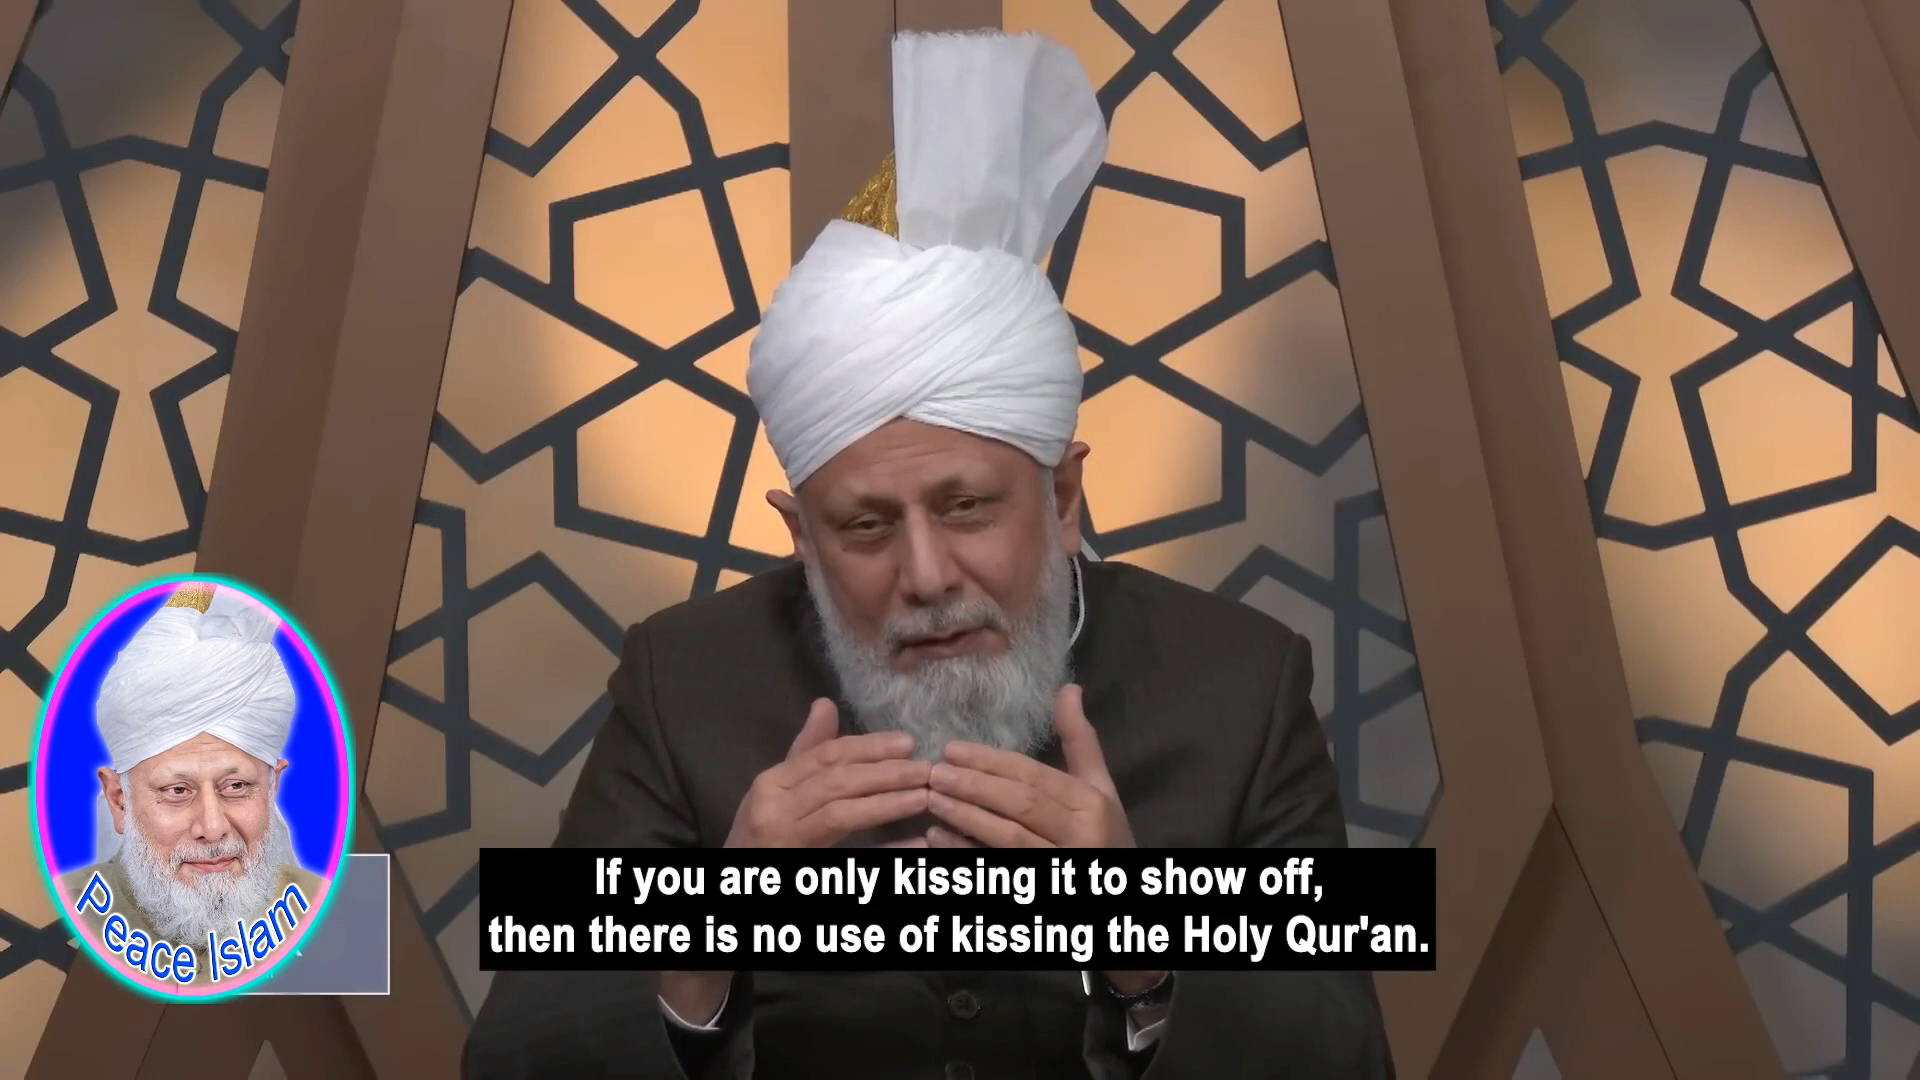 If you are only kissing it to show off,
then there is no use of kissing the Holy Qur'an.
Peace Islam